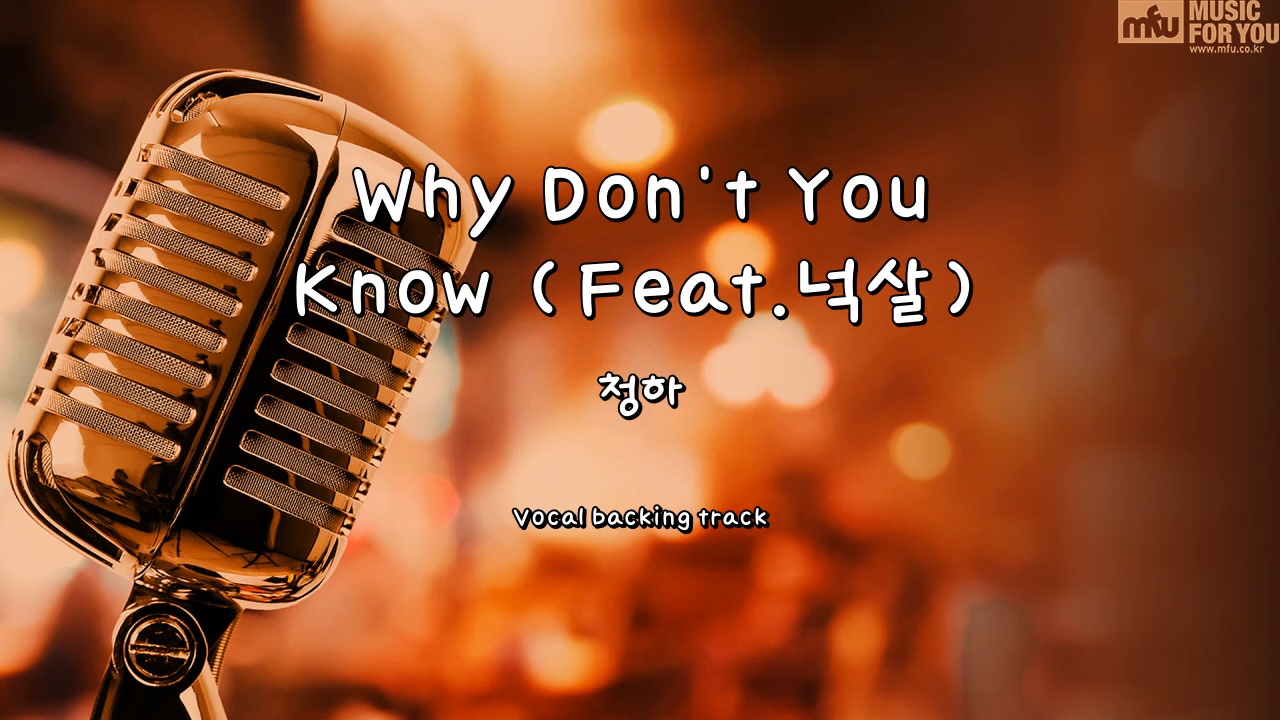 mfu MUSIC
FOR YOU
www.mfu.co.kr
Why Don't You
Know (Feat.넉살)
청하
Vocal backing track